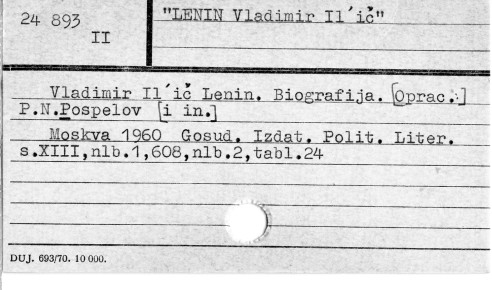 24 893
II
"LENIN Vladimir Il´ič"
Vladimir Il´ič Lenin. Biografija. [Oprac.:]
P.N.Pospelov [i in.]
Moskva 1960 Gosud. Izdat. Polit. Liter.
s.XIII,nlb.1,608,nlb.2,tabl.24
DUJ. 693/70. 10 000.